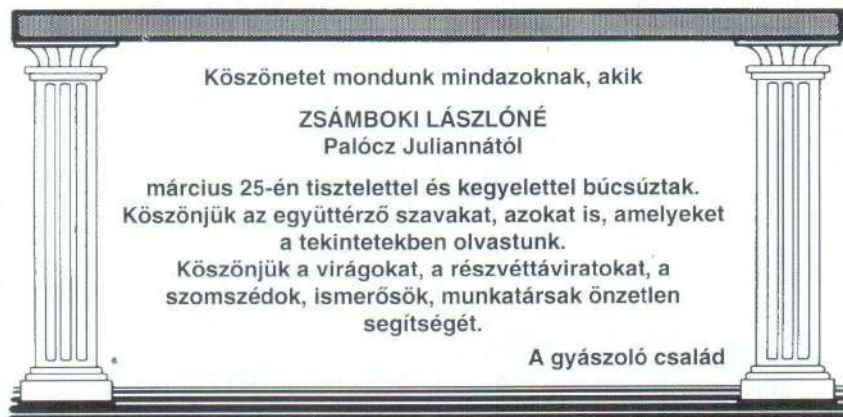 Köszönetet mondunk mindazoknak, akik
ZSÁMBOKI LÁSZLÓNÉ
Palócz Juliannától
március 25-én tisztelettel és kegyelettel búcsúztak.
Köszönjük az együttérző szavakat, azokat is, amelyeket
a tekintetekben olvastunk.
Köszönjük a virágokat, a részvéttáviratokat, a
szomszédok, ismerősök, munkatársak önzetlen
segítségét.
A gyászoló család